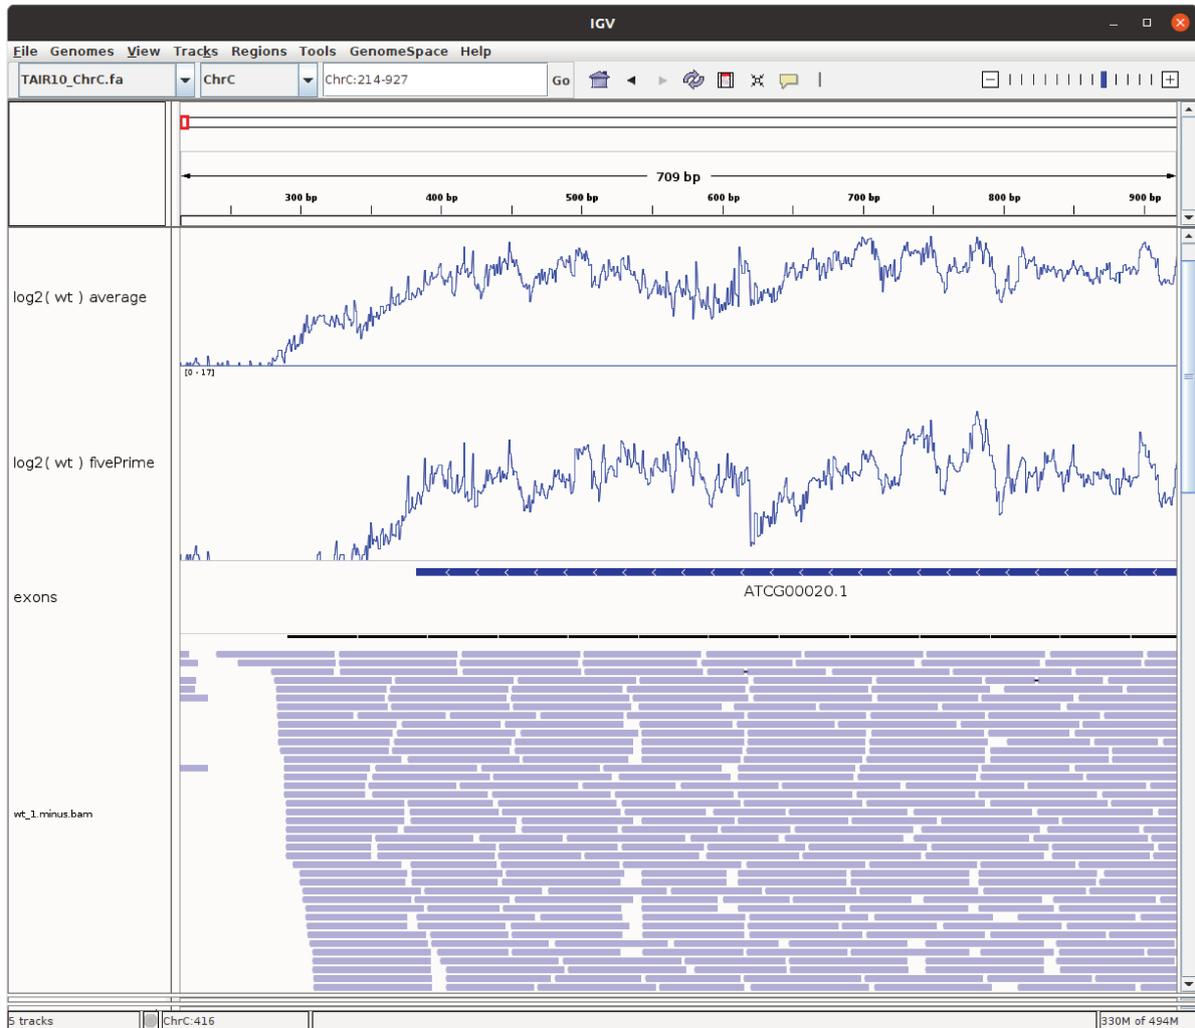 IGV
File Genomes View Tracks Regions Tools GenomeSpace Help
TAIR10_ChrC.fa ChrC ChrC:214-927 Go
709 bp
300 bp 400 bp 500 bp 600 bp 700 bp 800 bp 900 bp
log2( wt ) average
[0 - 17]
log2( wt ) fivePrime
ATCG00020.1
exons
wt_1.minus.bam
5 tracks ChrC:416 330M of 494M